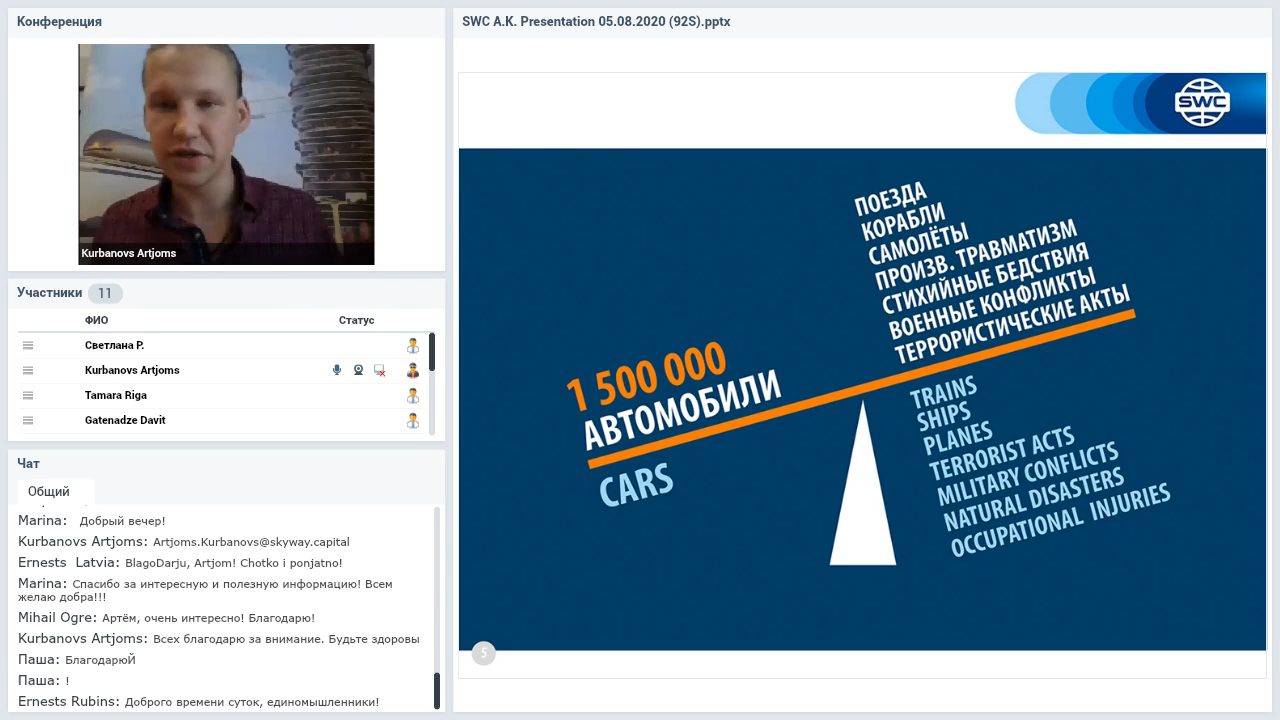 Конференция
Kurbanovs Artjoms
Участники 11
ФИО Статус
Светлана Р.
Kurbanovs Artjoms
Tamara Riga
Gatenadze Davit
Чат
Общий
Marina: Добрый вечер!
Kurbanovs Artjoms: Artjoms.Kurbanovs@skyway.capital
Ernests Latvia: BlagoDarju, Artjom! Chotko i ponjatno!
Marina: Спасибо за интересную и полезную информацию! Всем
желаю добра!!!
Mihail Ogre: Артём, очень интересно! Благодарю!
Kurbanovs Artjoms: Всех благодарю за внимание. Будьте здоровы
Паша: БлагодарюЙ
Паша: !
Ernests Rubins: Доброго времени суток, единомышленники!
SWC A.K. Presentation 05.08.2020 (92S).pptx
SWC
1 500 000
АВТОМОБИЛИ
CARS
ПОЕЗДА
КОРАБЛИ
САМОЛЁТЫ
ПРОИЗВ. ТРАВМАТИЗМ
СТИХИЙНЫЕ БЕДСТВИЯ
ВОЕННЫЕ КОНФЛИКТЫ
ТЕРРОРИСТИЧЕСКИЕ АКТЫ
TRAINS
SHIPS
PLANES
TERRORIST ACTS
MILITARY CONFLICTS
NATURAL DISASTERS
OCCUPATIONAL INJURIES
5